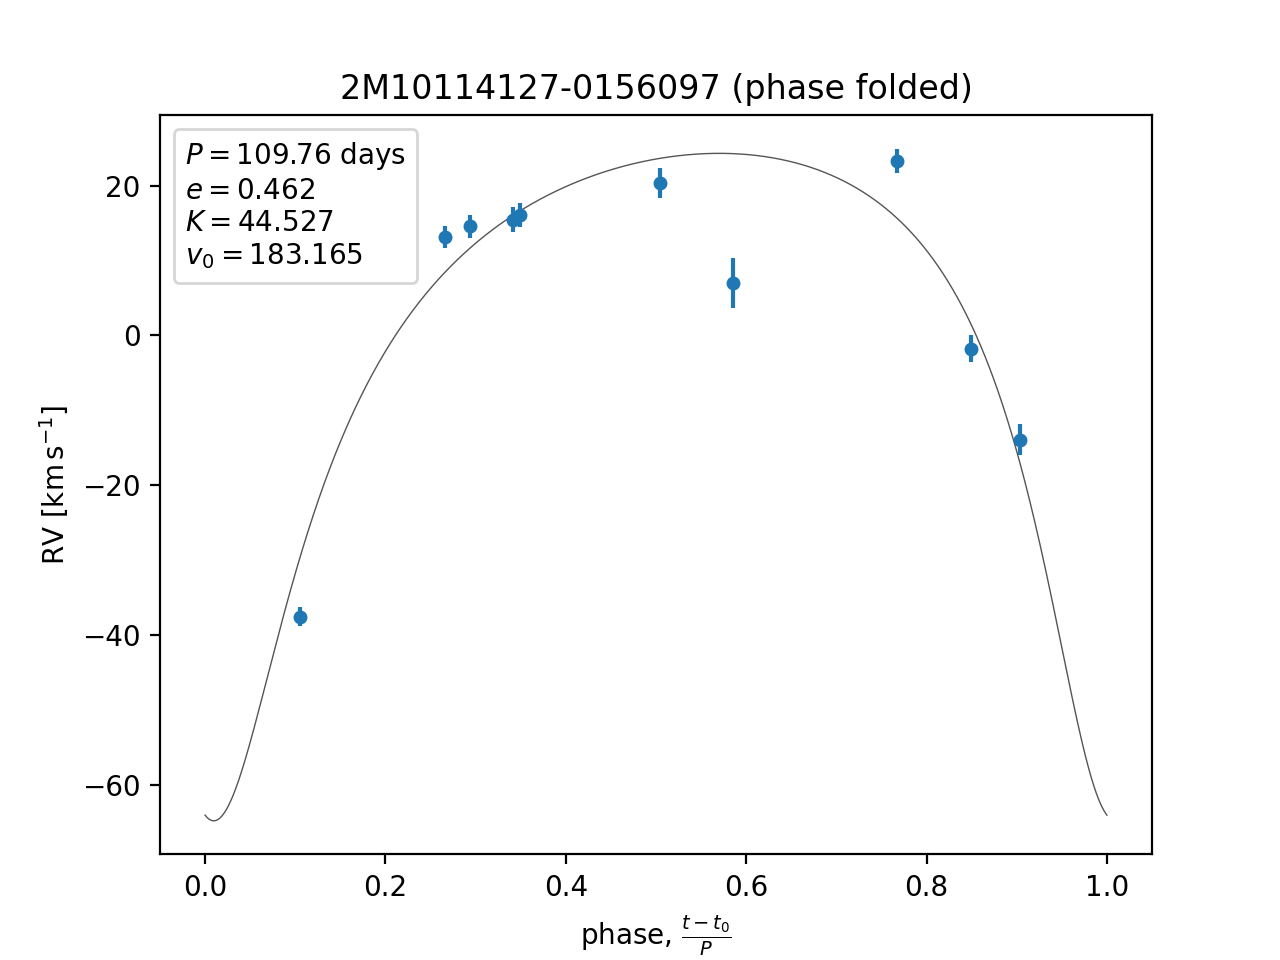 2M10114127-0156097 (phase folded)
P = 109.76 days
e = 0.462
K = 44.527
v₀ = 183.165
RV [km s⁻¹]
20
0
−20
−40
−60
0.0 0.2 0.4 0.6 0.8 1.0
phase, (t − t₀)/P